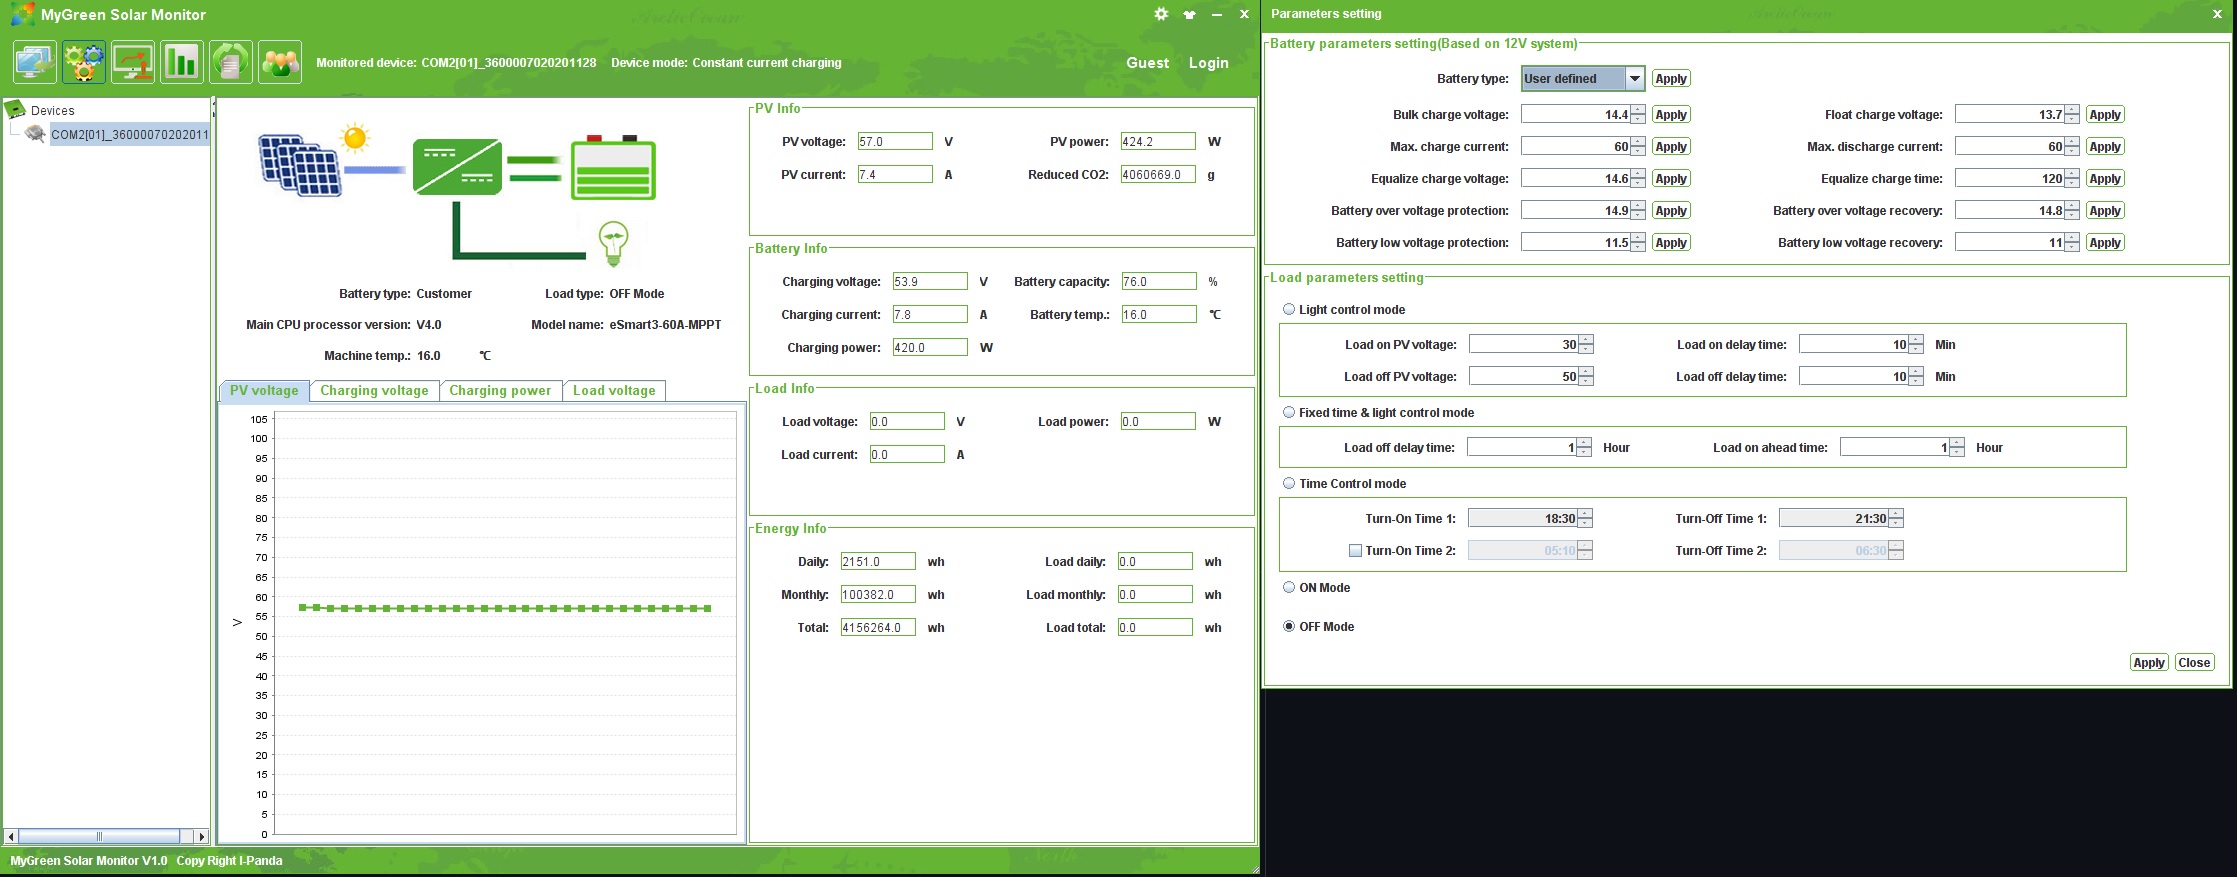 MyGreen Solar Monitor
Monitored device: COM2[01]_3600007020201128 Device mode: Constant current charging
Guest Login
Devices
COM2[01]_36000070202011
Battery type: Customer Load type: OFF Mode
Main CPU processor version: V4.0 Model name: eSmart3-60A-MPPT
Machine temp.: 16.0 ℃
PV voltage Charging voltage Charging power Load voltage
105
100
95
90
85
80
75
70
65
60
55
50
45
40
35
30
25
20
15
10
5
0
V
PV Info
PV voltage: 57.0 V PV power: 424.2 W
PV current: 7.4 A Reduced CO2: 4060669.0 g
Battery Info
Charging voltage: 53.9 V Battery capacity: 76.0 %
Charging current: 7.8 A Battery temp.: 16.0 ℃
Charging power: 420.0 W
Load Info
Load voltage: 0.0 V Load power: 0.0 W
Load current: 0.0 A
Energy Info
Daily: 2151.0 wh Load daily: 0.0 wh
Monthly: 100382.0 wh Load monthly: 0.0 wh
Total: 4156264.0 wh Load total: 0.0 wh
MyGreen Solar Monitor V1.0 Copy Right I-Panda
Parameters setting
Battery parameters setting(Based on 12V system)
Battery type: User defined Apply
Bulk charge voltage: 14.4 Apply Float charge voltage: 13.7 Apply
Max. charge current: 60 Apply Max. discharge current: 60 Apply
Equalize charge voltage: 14.6 Apply Equalize charge time: 120 Apply
Battery over voltage protection: 14.9 Apply Battery over voltage recovery: 14.8 Apply
Battery low voltage protection: 11.5 Apply Battery low voltage recovery: 11 Apply
Load parameters setting
Light control mode
Load on PV voltage: 30 Load on delay time: 10 Min
Load off PV voltage: 50 Load off delay time: 10 Min
Fixed time & light control mode
Load off delay time: 1 Hour Load on ahead time: 1 Hour
Time Control mode
Turn-On Time 1: 18:30 Turn-Off Time 1: 21:30
Turn-On Time 2: 05:10 Turn-Off Time 2: 06:30
ON Mode
OFF Mode
Apply Close